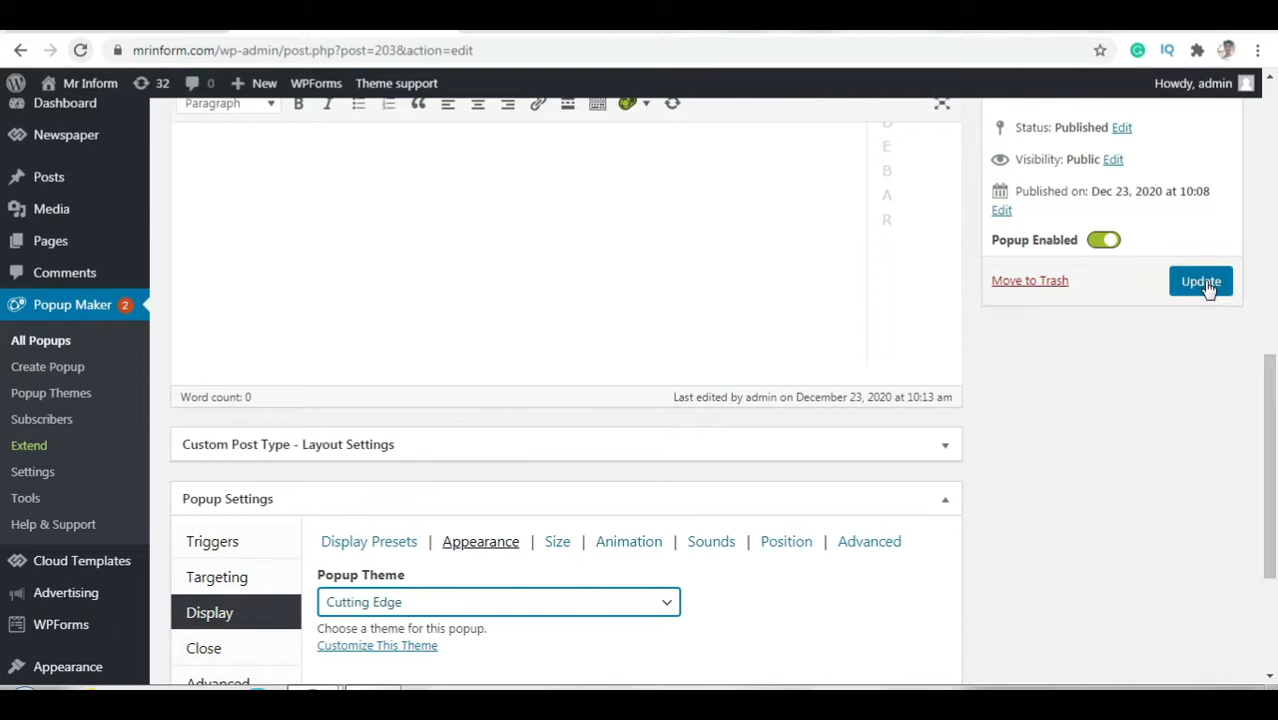 mrinform.com/wp-admin/post.php?post=203&action=edit
IQ
Mr Inform
32
0
New
WPForms
Theme support
Howdy, admin
Dashboard
Newspaper
Posts
Media
Pages
Comments
Popup Maker 2
All Popups
Create Popup
Popup Themes
Subscribers
Extend
Settings
Tools
Help & Support
Cloud Templates
Advertising
WPForms
Appearance
Paragraph
B
I
D
E
B
A
R
Word count: 0
Last edited by admin on December 23, 2020 at 10:13 am
Custom Post Type - Layout Settings
Popup Settings
Triggers
Targeting
Display
Close
Advanced
Display Presets | Appearance | Size | Animation | Sounds | Position | Advanced
Popup Theme
Cutting Edge
Choose a theme for this popup.
Customize This Theme
Status: Published Edit
Visibility: Public Edit
Published on: Dec 23, 2020 at 10:08
Edit
Popup Enabled
Move to Trash
Update